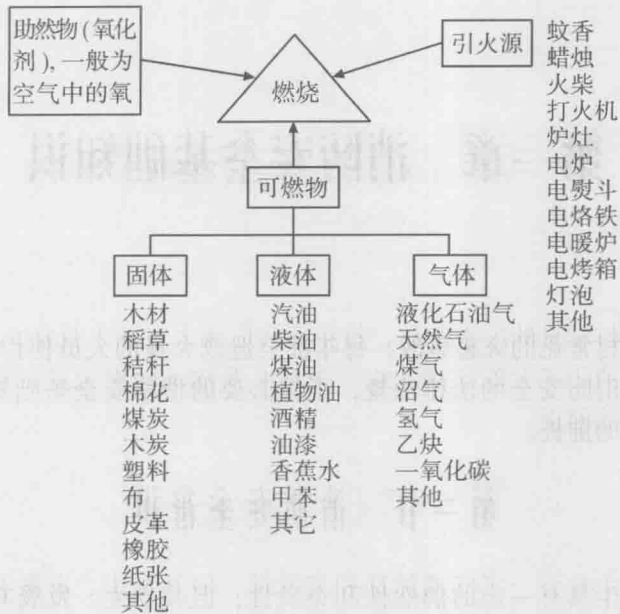 助然物(氧化
剂),一般为
空气中的氧
燃烧
引火源
蚊香
蜡烛
火柴
打火机
炉灶
电炉
电熨斗
电烙铁
电暖炉
电烤箱
灯泡
其他
可燃物
固体
木材
稻草
秸秆
棉花
煤炭
木炭
塑料
布
皮革
橡胶
纸张
其他
液体
汽油
柴油
煤油
植物油
酒精
油漆
香蕉水
甲苯
其它
气体
液化石油气
天然气
煤气
沼气
氢气
乙炔
一氧化碳
其他